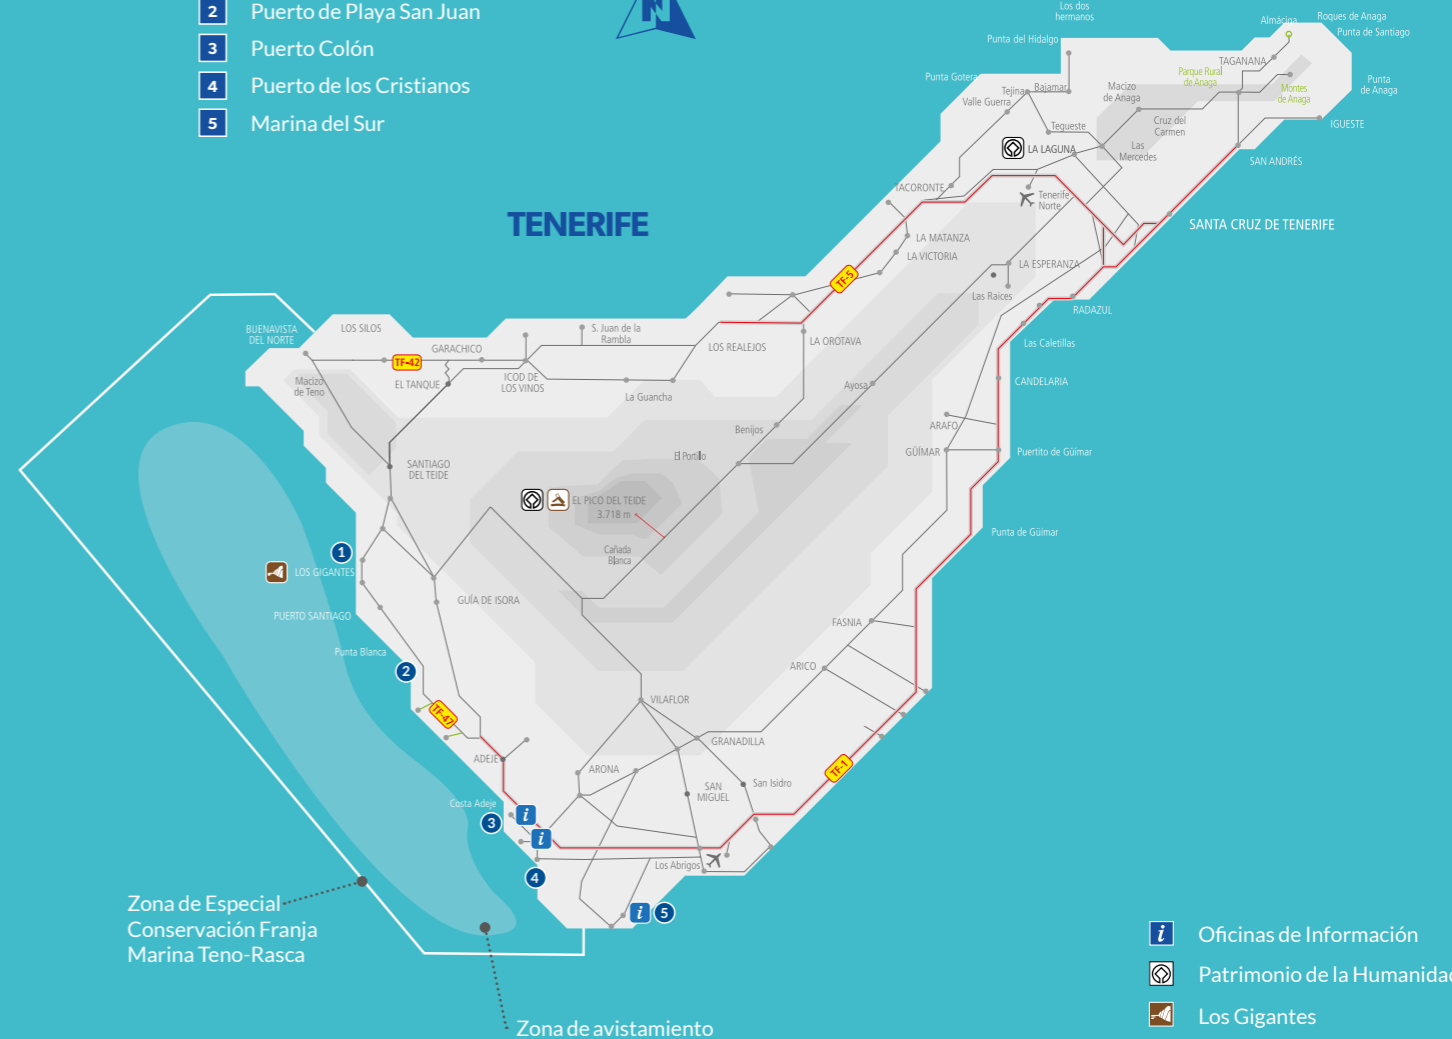 2 Puerto de Playa San Juan
3 Puerto Colón
4 Puerto de los Cristianos
5 Marina del Sur
N
TENERIFE
Los dos
hermanos
Punta del Hidalgo
Almáciga
Roques de Anaga
Punta de Santiago
TAGANANA
Punta Gotera
Tejina
Bajamar
Valle Guerra
Macizo
de Anaga
Parque Rural
de Anaga
Montes
de Anaga
Punta
de Anaga
Tegueste
Cruz del
Carmen
IGUESTE
LA LAGUNA
Las
Mercedes
SAN ANDRÉS
TACORONTE
Tenerife
Norte
SANTA CRUZ DE TENERIFE
LA MATANZA
LA VICTORIA
LA ESPERANZA
TF-5
Las Raíces
RADAZUL
BUENAVISTA
DEL NORTE
LOS SILOS
S. Juan de la
Rambla
LOS REALEJOS
LA OROTAVA
Las Caletillas
GARACHICO
TF-42
EL TANQUE
ICOD DE
LOS VINOS
Macizo
de Teno
La Guancha
Ayosa
CANDELARIA
Benijos
ARAFO
GÜÍMAR
Puertito de Güímar
El Portillo
SANTIAGO
DEL TEIDE
EL PICO DEL TEIDE
3.718 m
Punta de Güímar
Cañada
Blanca
1
LOS GIGANTES
GUÍA DE ISORA
PUERTO SANTIAGO
FASNIA
Punta Blanca
2
ARICO
VILAFLOR
TF-47
GRANADILLA
ADEJE
ARONA
TF-1
San Isidro
SAN
MIGUEL
Costa Adeje
3
i
i
Los Abrigos
4
i
5
Zona de Especial
Conservación Franja
Marina Teno-Rasca
Zona de avistamiento
i Oficinas de Información
Patrimonio de la Humanidad
Los Gigantes